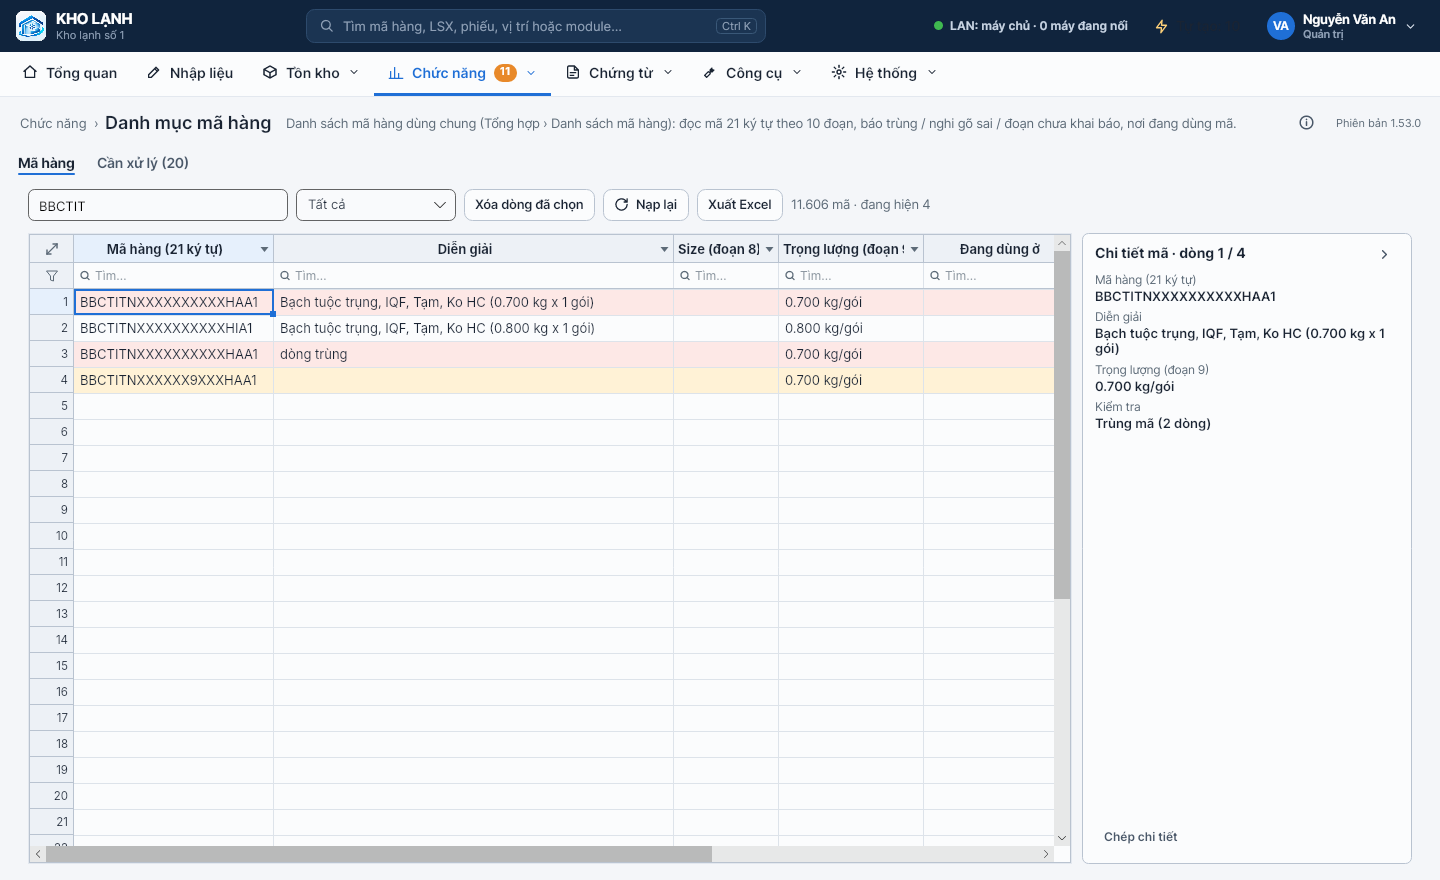 KHO LẠNH
Kho lạnh số 1
Tìm mã hàng, LSX, phiếu, vị trí hoặc module... Ctrl K
LAN: máy chủ · 0 máy đang nối
VA
Nguyễn Văn An
Quản trị
Tổng quan Nhập liệu Tồn kho Chức năng 11 Chứng từ Công cụ Hệ thống
Chức năng › Danh mục mã hàng Danh sách mã hàng dùng chung (Tổng hợp › Danh sách mã hàng): đọc mã 21 ký tự theo 10 đoạn, báo trùng / nghi gõ sai / đoạn chưa khai báo, nơi đang dùng mã. Phiên bản 1.53.0
Mã hàng Cần xử lý (20)
BBCTIT Tất cả Xóa dòng đã chọn Nạp lại Xuất Excel 11.606 mã · đang hiện 4
Mã hàng (21 ký tự) Diễn giải Size (đoạn 8) Trọng lượng (đoạn Đang dùng ở
Tìm... Tìm... Tìm... Tìm... Tìm...
1 BBCTITNXXXXXXXXXXHAA1 Bạch tuộc trụng, IQF, Tạm, Ko HC (0.700 kg x 1 gói) 0.700 kg/gói
2 BBCTITNXXXXXXXXXXHIA1 Bạch tuộc trụng, IQF, Tạm, Ko HC (0.800 kg x 1 gói) 0.800 kg/gói
3 BBCTITNXXXXXXXXXXHAA1 dòng trùng 0.700 kg/gói
4 BBCTITNXXXXXX9XXXHAA1 0.700 kg/gói
5
6
7
8
9
10
11
12
13
14
15
16
17
18
19
20
21
Chi tiết mã · dòng 1 / 4
Mã hàng (21 ký tự)
BBCTITNXXXXXXXXXXHAA1
Diễn giải
Bạch tuộc trụng, IQF, Tạm, Ko HC (0.700 kg x 1
gói)
Trọng lượng (đoạn 9)
0.700 kg/gói
Kiểm tra
Trùng mã (2 dòng)
Chép chi tiết